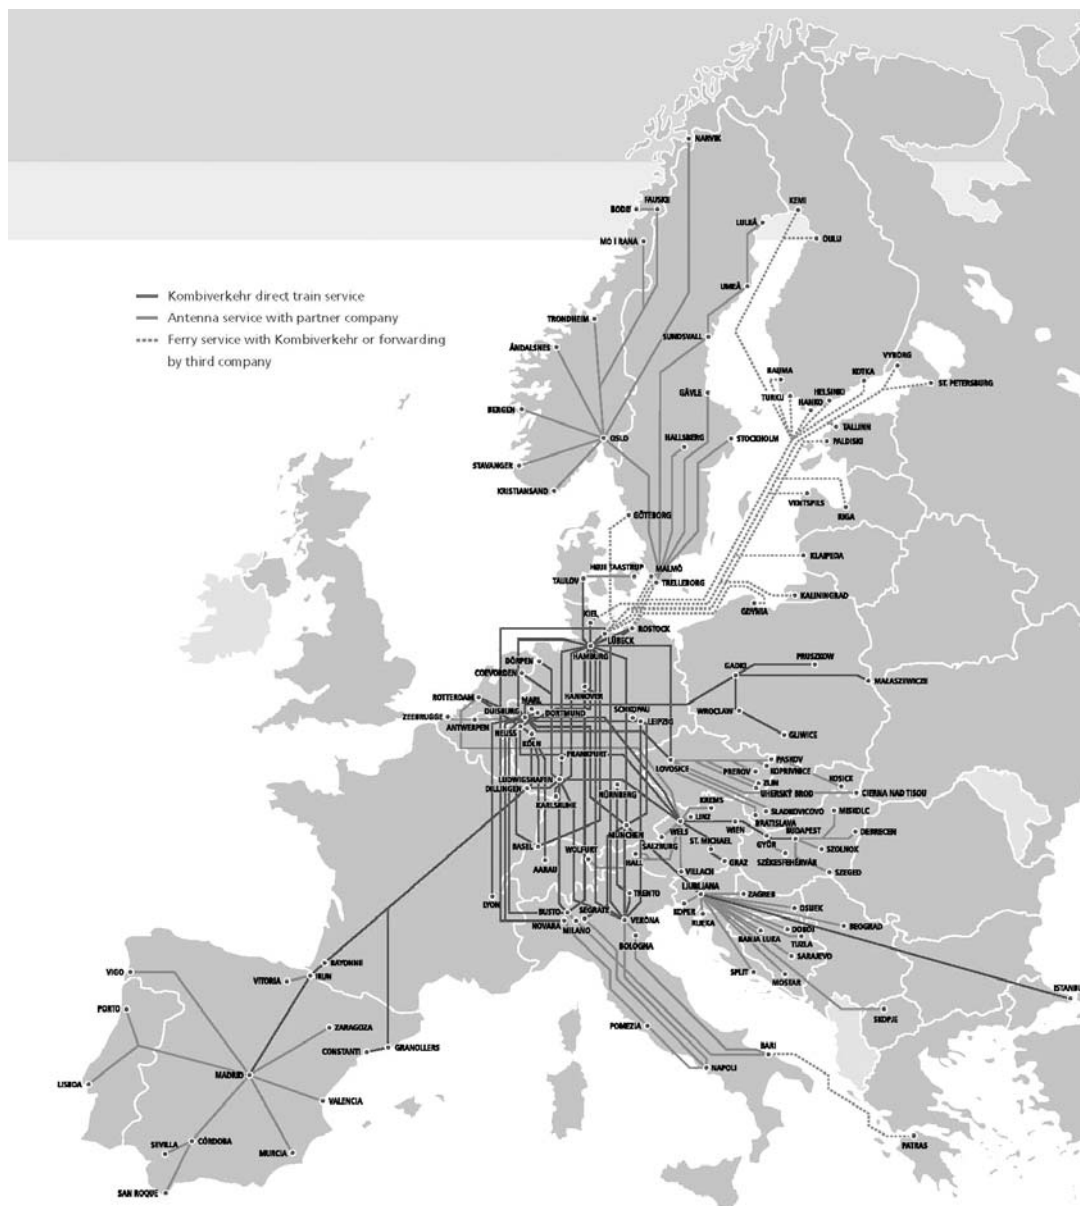 NARVIK
BODØ
FAUSKE
KEMI
LULEÅ
MO I RANA
OULU
UMEÅ
Kombiverkehr direct train service
Antenna service with partner company
Ferry service with Kombiverkehr or forwarding
by third company
TRONDHEIM
SUNDSVALL
ÅNDALSNES
VYBORG
RAUMA
KOTKA
ST. PETERSBURG
HELSINKI
TURKU
HANKO
GÄVLE
BERGEN
TALLINN
OSLO
HALLSBERG
STOCKHOLM
PALDISKI
STAVANGER
KRISTIANSAND
VENTSPILS
RIGA
GÖTEBORG
KLAIPEDA
HØJE TAASTRUP
MALMÖ
TAULOV
TRELLEBORG
KALININGRAD
GDYNIA
KIEL
ROSTOCK
LÜBECK
HAMBURG
DÖRPEN
COEVORDEN
PRUSZKOW
GADKI
MAŁASZEWICZE
ROTTERDAM
HANNOVER
MARL
DUISBURG
DORTMUND
SCHKOPAU
LEIPZIG
WROCLAW
ZEEBRUGGE
ANTWERPEN
NEUSS
KÖLN
GLIWICE
FRANKFURT
LOVOSICE
PASKOV
PREROV
KOPRIVNICE
KOSICE
LUDWIGSHAFEN
DILLINGEN
ZLIN
UHERSKÝ BROD
CIERNA NAD TISOU
KARLSRUHE
NÜRNBERG
KREMS
SLADKOVICOVO
MISKOLC
LINZ
WIEN
BRATISLAVA
BUDAPEST
DEBRECEN
MÜNCHEN
WELS
SALZBURG
ST. MICHAEL
GYÖR
SZOLNOK
BASEL
WOLFURT
HALL
GRAZ
SZÉKESFEHÉRVÁR
SZEGED
AARAU
VILLACH
LJUBLJANA
LYON
TRENTO
ZAGREB
OSIJEK
BUSTO
SEGRATE
NOVARA
MILANO
VERONA
KOPER
RIJEKA
BEOGRAD
BOLOGNA
BANJA LUKA
DOBOJ
TUZLA
SARAJEVO
SPLIT
MOSTAR
VIGO
BAYONNE
VITORIA
IRUN
ISTANBU
PORTO
SKOPJE
ZARAGOZA
POMEZIA
CONSTANTI
GRANOLLERS
BARI
NAPOLI
LISBOA
MADRID
VALENCIA
SEVILLA
CÓRDOBA
MURCIA
PATRAS
SAN ROQUE